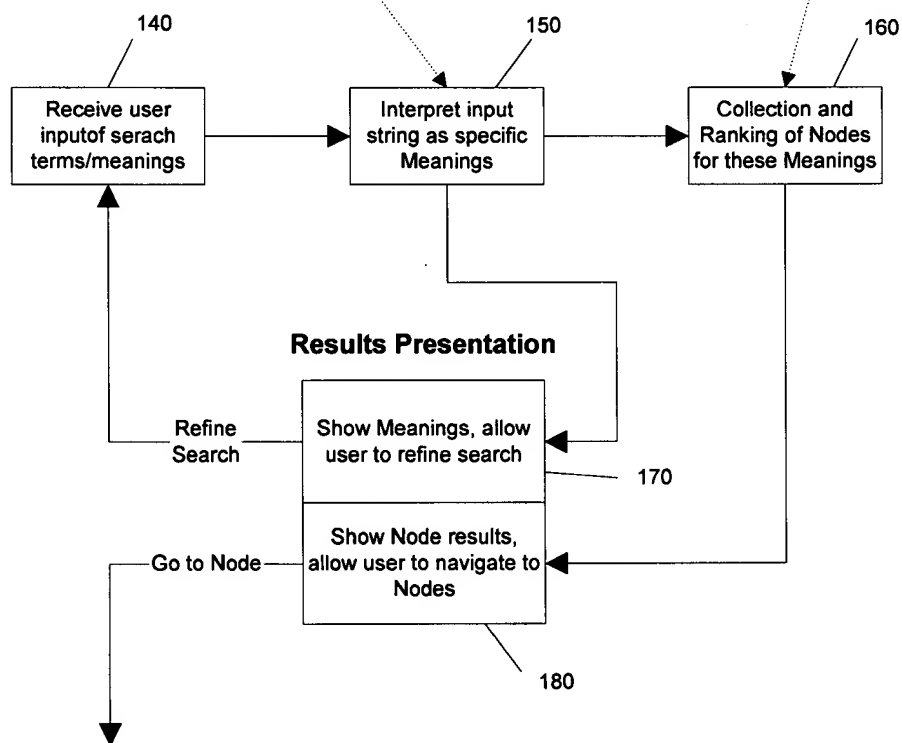 140
150
160
Receive user
inputof serach
terms/meanings
Interpret input
string as specific
Meanings
Collection and
Ranking of Nodes
for these Meanings
Results Presentation
Refine
Search
Show Meanings, allow
user to refine search
170
Go to Node
Show Node results,
allow user to navigate to
Nodes
180